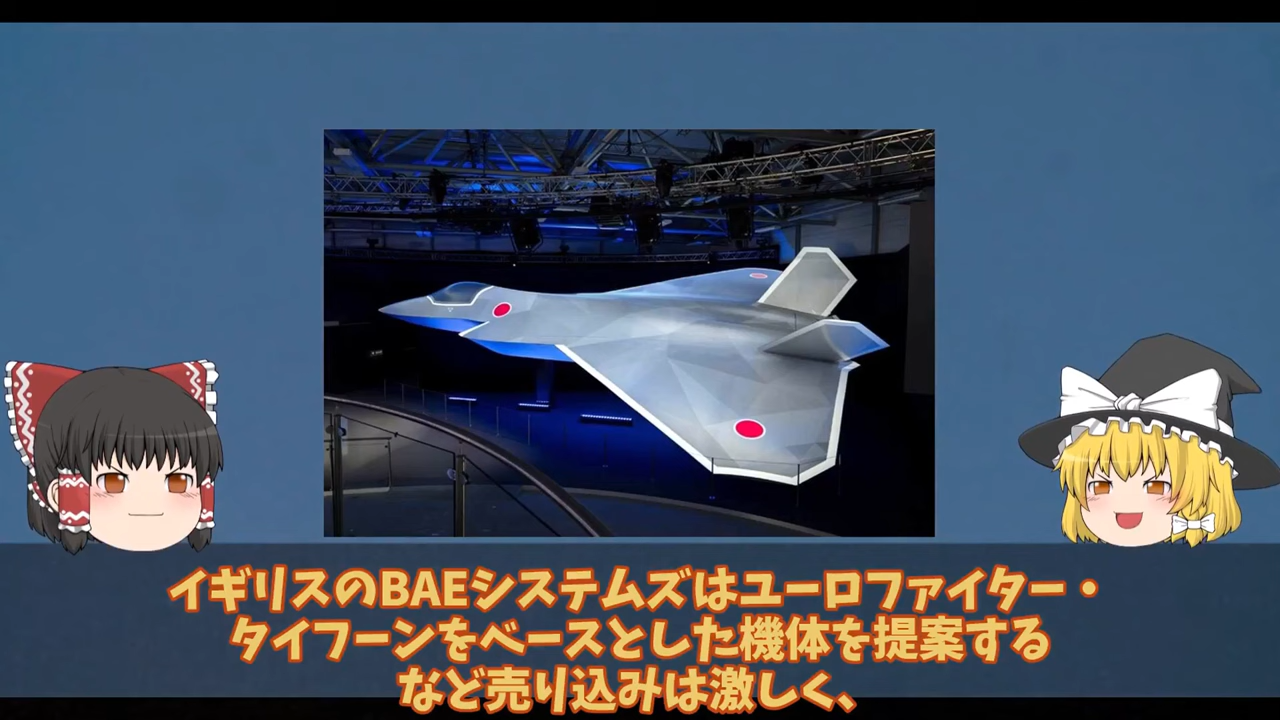 イギリスのBAEシステムズはユーロファイター・
タイフーンをベースとした機体を提案する
など売り込みは激しく、